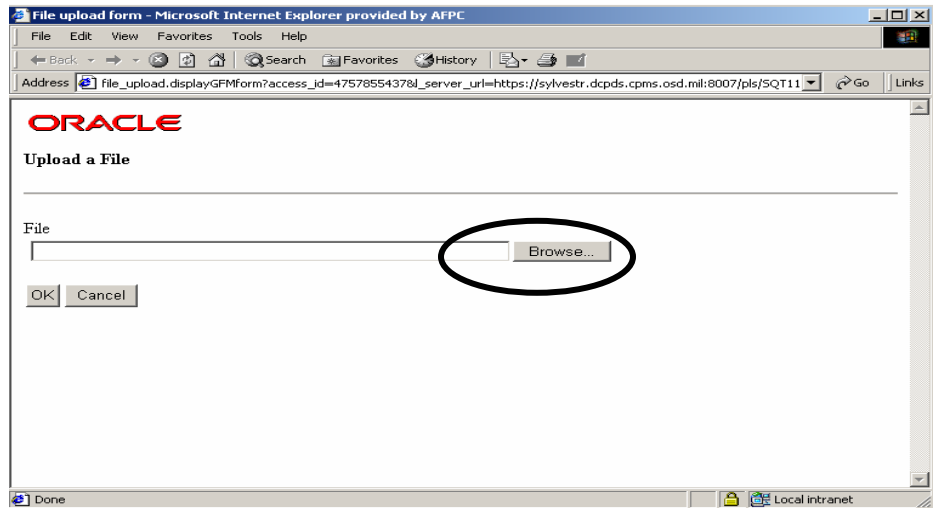 File upload form - Microsoft Internet Explorer provided by AFPC
File Edit View Favorites Tools Help
Back Search Favorites History
Address file_upload.displayGFMform?access_id=4757855437&l_server_url=https://sylvestr.dcpds.cpms.osd.mil:8007/pls/SQT11 Go Links
ORACLE
Upload a File
File
Browse...
OK Cancel
Done Local intranet